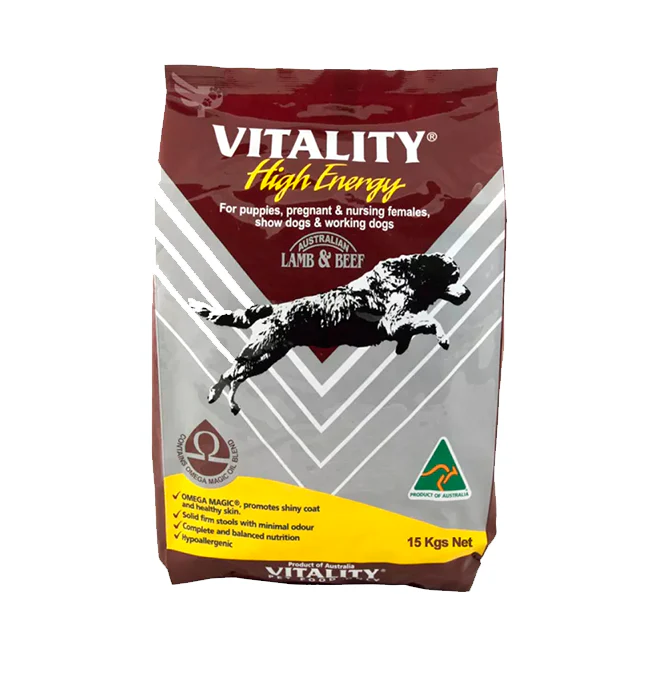 VITALITY®
High Energy
For puppies, pregnant & nursing females,
show dogs & working dogs
AUSTRALIAN
LAMB & BEEF
CONTAINS OMEGA MAGIC OIL BLEND
Ω
PRODUCT OF AUSTRALIA
OMEGA MAGIC®, promotes shiny coat
and healthy skin.
Solid firm stools with minimal odour
Complete and balanced nutrition
Hypoallergenic
15 Kgs Net
Product of Australia
VITALITY®
PET FOOD